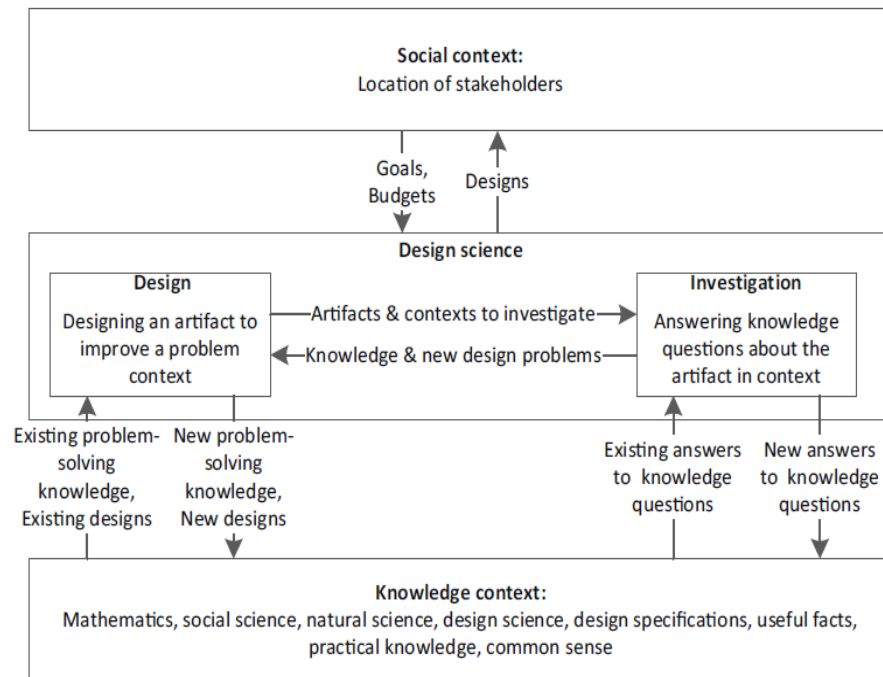 Social context:
Location of stakeholders
Goals,
Budgets
Designs
Design science
Design
Designing an artifact to
improve a problem
context
Artifacts & contexts to investigate
Knowledge & new design problems
Investigation
Answering knowledge
questions about the
artifact in context
Existing problem-
solving
knowledge,
Existing designs
New problem-
solving
knowledge,
New designs
Existing answers
to knowledge
questions
New answers
to knowledge
questions
Knowledge context:
Mathematics, social science, natural science, design science, design specifications, useful facts,
practical knowledge, common sense